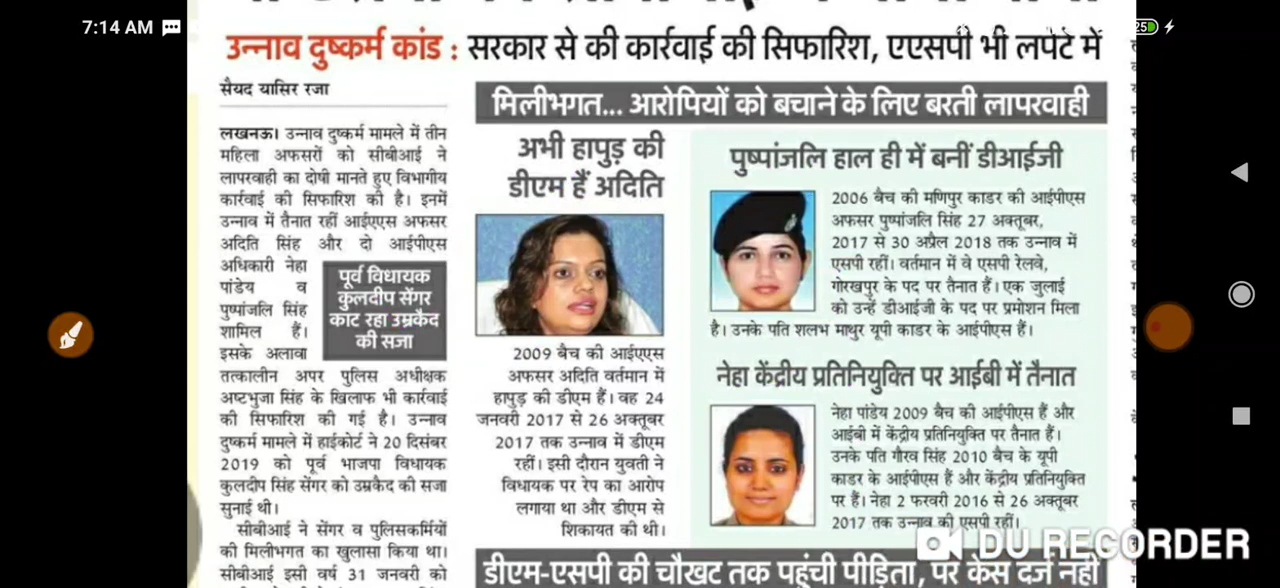 7:14 AM
25
उन्नाव दुष्कर्म कांड : सरकार से की कार्रवाई की सिफारिश, एएसपी भी लपेटे में
सैयद यासिर रजा
लखनऊ। उन्नाव दुष्कर्म मामले में तीन
महिला अफसरों को सीबीआई ने
लापरवाही का दोषी मानते हुए विभागीय
कार्रवाई की सिफारिश की है। इनमें
उन्नाव में तैनात रहीं आईएएस अफसर
अदिति सिंह और दो आईपीएस
अधिकारी नेहा
पांडेय व
पुष्पांजलि सिंह
शामिल हैं।
इसके अलावा
तत्कालीन अपर पुलिस अधीक्षक
अष्टभुजा सिंह के खिलाफ भी कार्रवाई
की सिफारिश की गई है। उन्नाव
दुष्कर्म मामले में हाईकोर्ट ने 20 दिसंबर
2019 को पूर्व भाजपा विधायक
कुलदीप सिंह सेंगर को उम्रकैद की सजा
सुनाई थी।
सीबीआई ने सेंगर व पुलिसकर्मियों
की मिलीभगत का खुलासा किया था।
सीबीआई इसी वर्ष 31 जनवरी को
पूर्व विधायक
कुलदीप सेंगर
काट रहा उम्रकैद
की सजा
मिलीभगत... आरोपियों को बचाने के लिए बरती लापरवाही
अभी हापुड़ की
डीएम हैं अदिति
2009 बैच की आईएएस
अफसर अदिति वर्तमान में
हापुड़ की डीएम हैं। वह 24
जनवरी 2017 से 26 अक्तूबर
2017 तक उन्नाव में डीएम
रहीं। इसी दौरान युवती ने
विधायक पर रेप का आरोप
लगाया था और डीएम से
शिकायत की थी।
पुष्पांजलि हाल ही में बनीं डीआईजी
2006 बैच की मणिपुर काडर की आईपीएस
अफसर पुष्पांजलि सिंह 27 अक्तूबर,
2017 से 30 अप्रैल 2018 तक उन्नाव में
एसपी रहीं। वर्तमान में वे एसपी रेलवे,
गोरखपुर के पद पर तैनात हैं। एक जुलाई
को उन्हें डीआईजी के पद पर प्रमोशन मिला
है। उनके पति शलभ माथुर यूपी काडर के आईपीएस हैं।
नेहा केंद्रीय प्रतिनियुक्ति पर आईबी में तैनात
नेहा पांडेय 2009 बैच की आईपीएस हैं और
आईबी में केंद्रीय प्रतिनियुक्ति पर तैनात हैं।
उनके पति गौरव सिंह 2010 बैच के यूपी
काडर के आईपीएस हैं और केंद्रीय प्रतिनियुक्ति
पर हैं। नेहा 2 फरवरी 2016 से 26 अक्तूबर
2017 तक उन्नाव की एसपी रहीं।
DU RECORDER
डीएम-एसपी की चौखट तक पहुंची पीड़िता, पर केस दर्ज नहीं